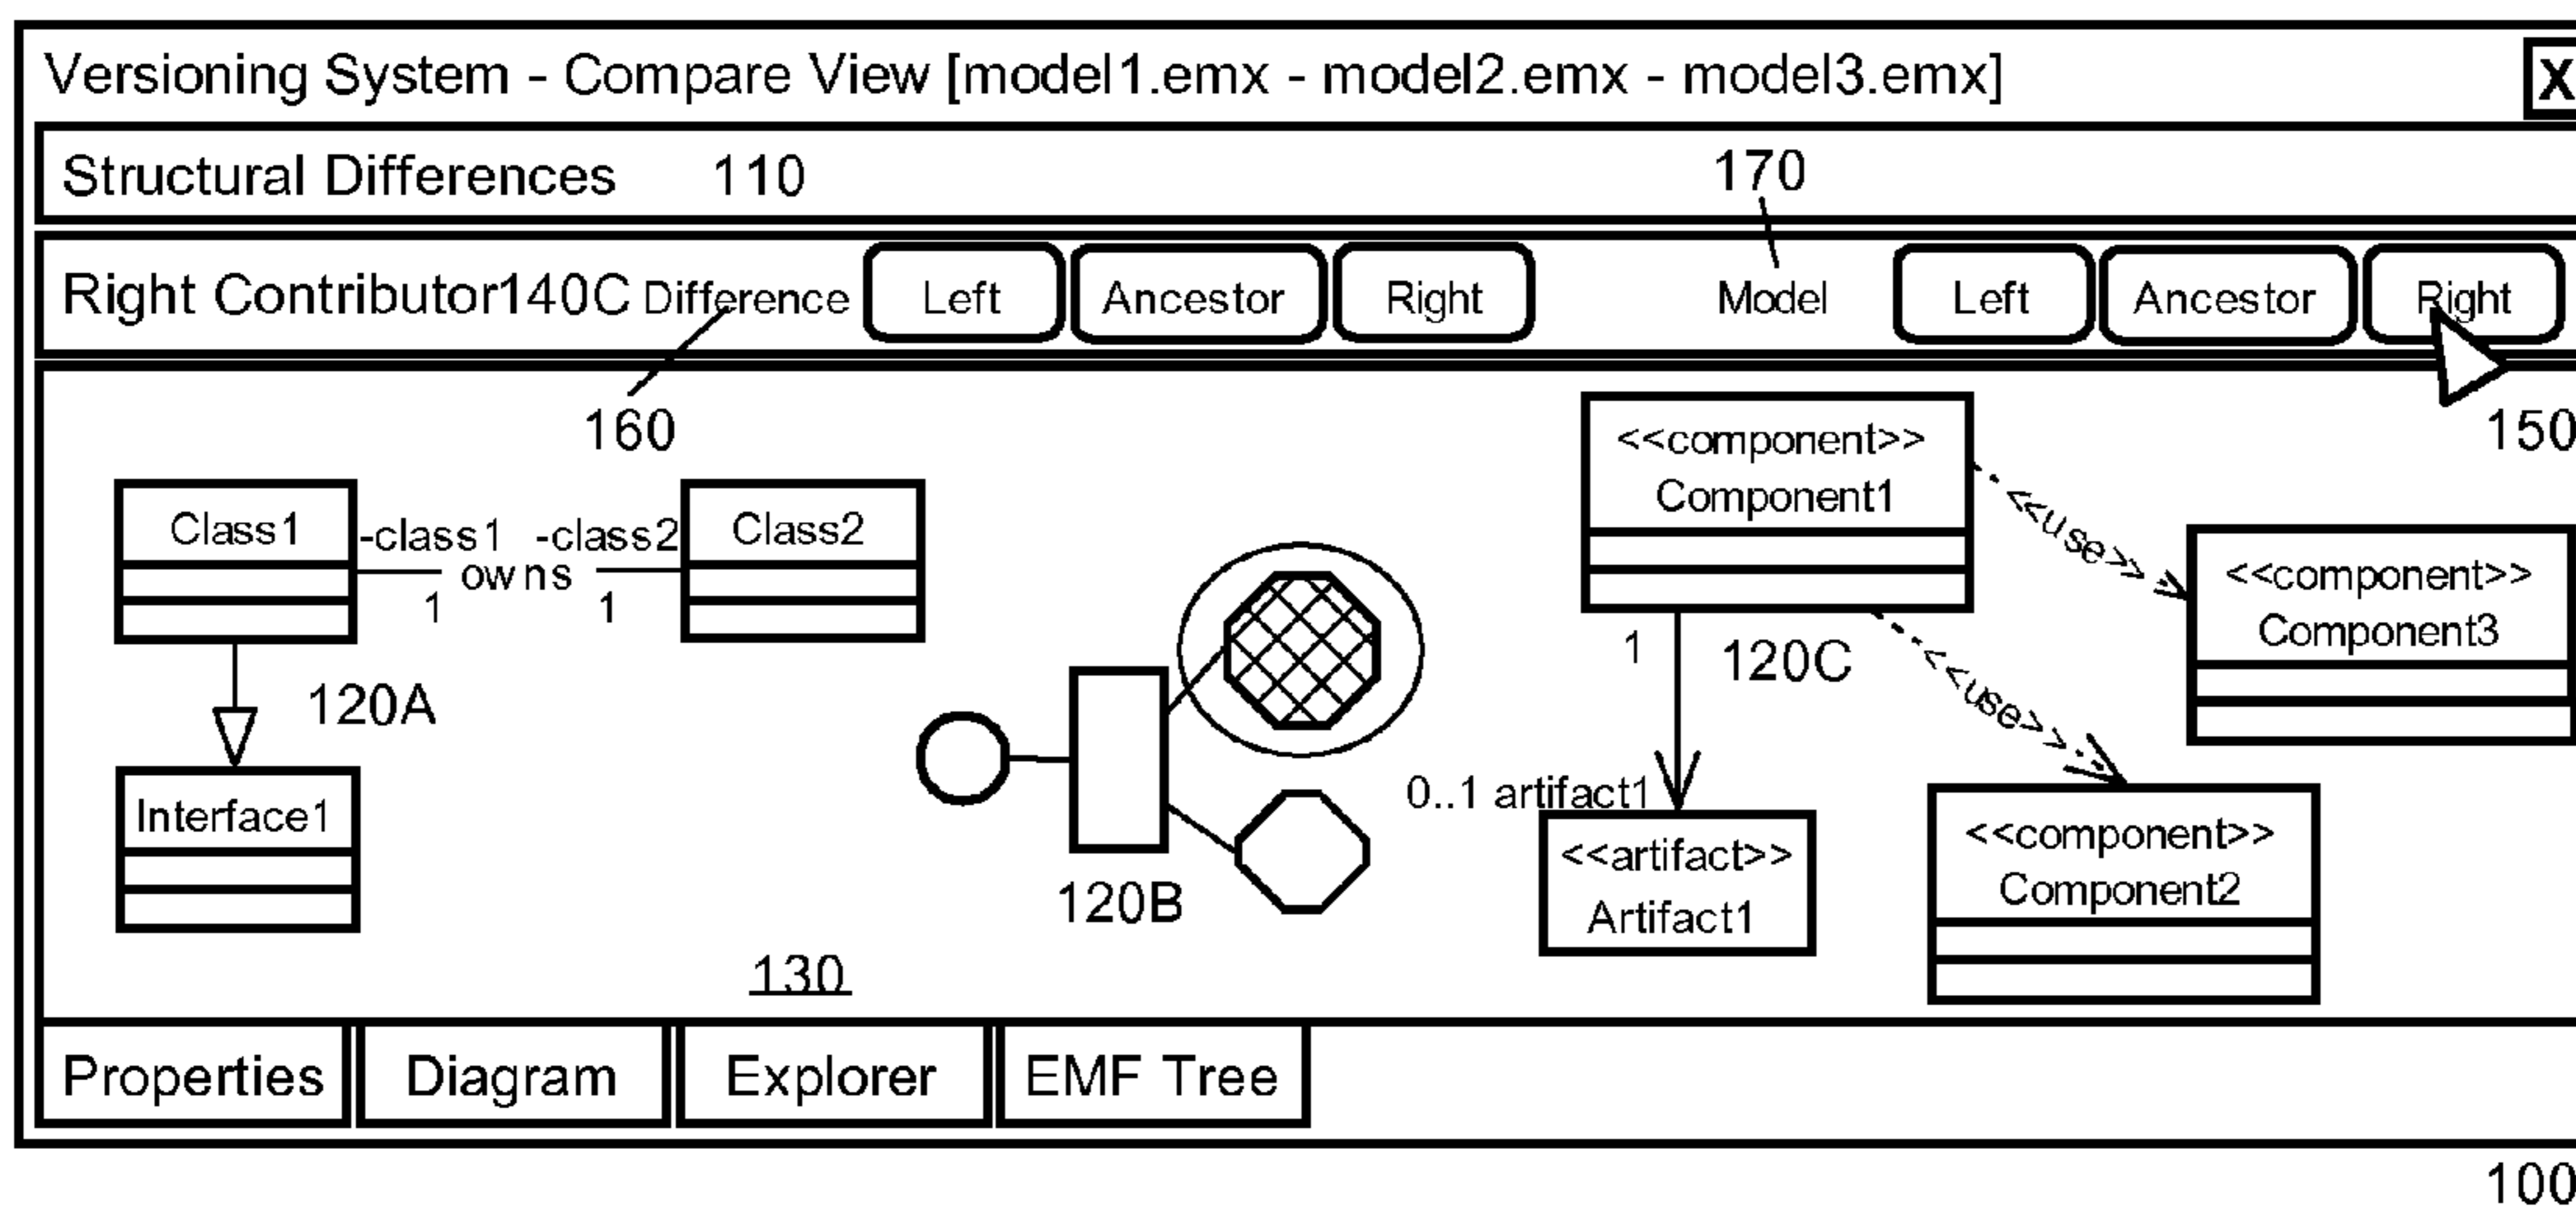 Versioning System - Compare View [model1.emx - model2.emx - model3.emx]
X
Structural Differences 110
170
Right Contributor140C Difference Left Ancestor Right Model Left Ancestor Right
160
150
<<component>>
Component1
Class1
-class1 -class2
Class2
owns
1 1
<<use>>
<<component>>
Component3
1
120C
<<use>>
120A
0..1 artifact1
Interface1
<<component>>
Component2
<<artifact>>
Artifact1
120B
130
Properties Diagram Explorer EMF Tree
100